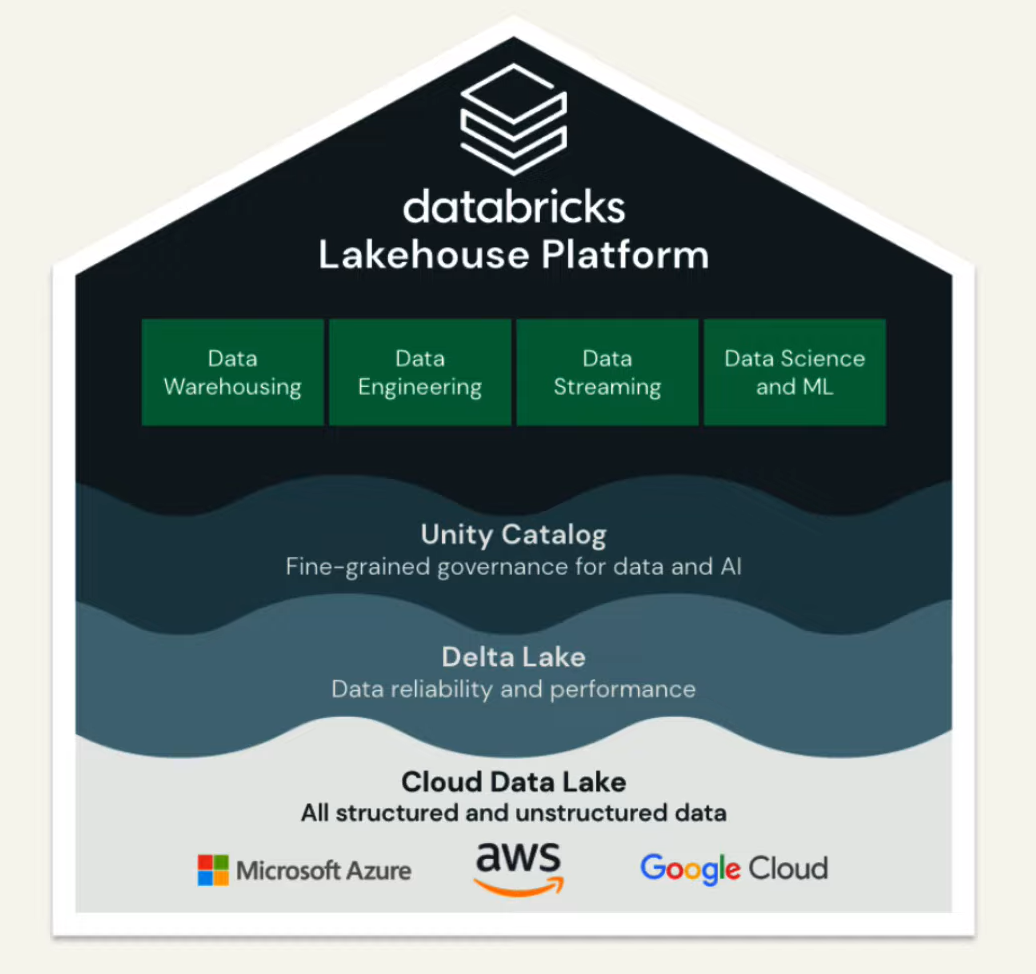 databricks
Lakehouse Platform
Data
Warehousing
Data
Engineering
Data
Streaming
Data Science
and ML
Unity Catalog
Fine-grained governance for data and AI
Delta Lake
Data reliability and performance
Cloud Data Lake
All structured and unstructured data
Microsoft Azure
aws
Google Cloud